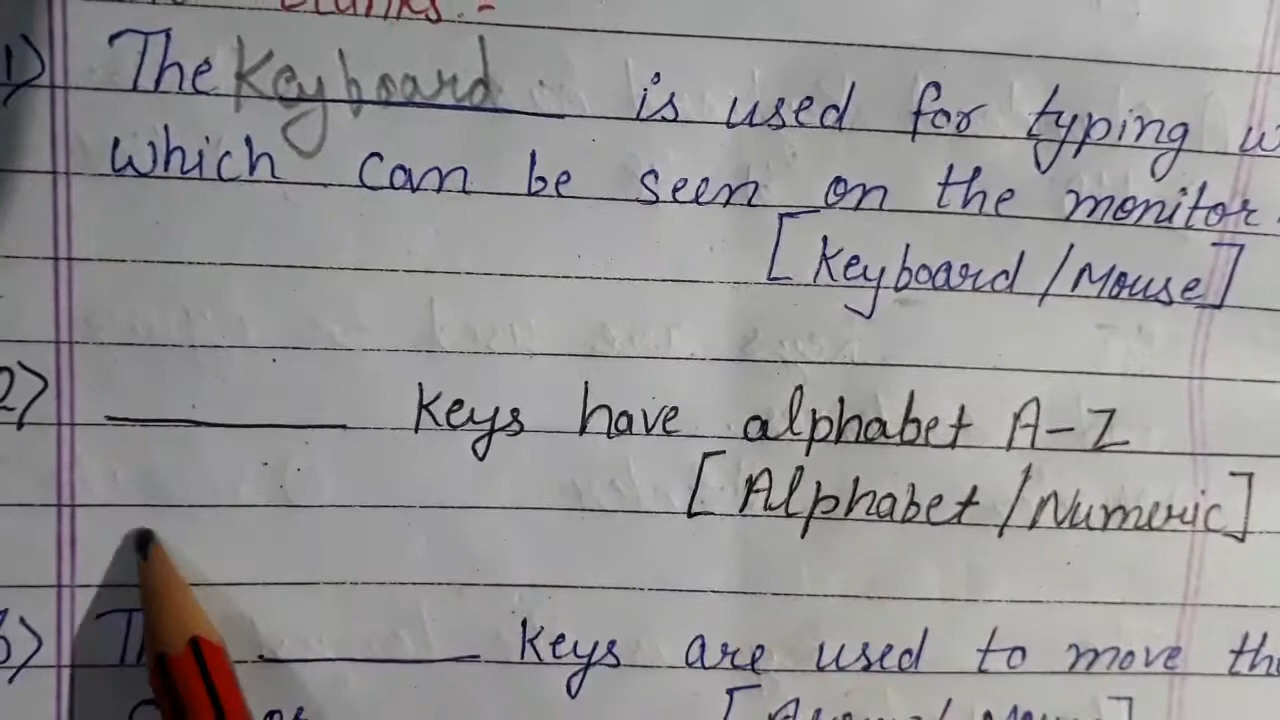 Blanks:-
1) The Keyboard is used for typing
which can be seen on the monitor.
[Keyboard/Mouse]
2) ______ Keys have alphabet A-Z
[Alphabet/Numeric]
3) ______ Keys are used to move the